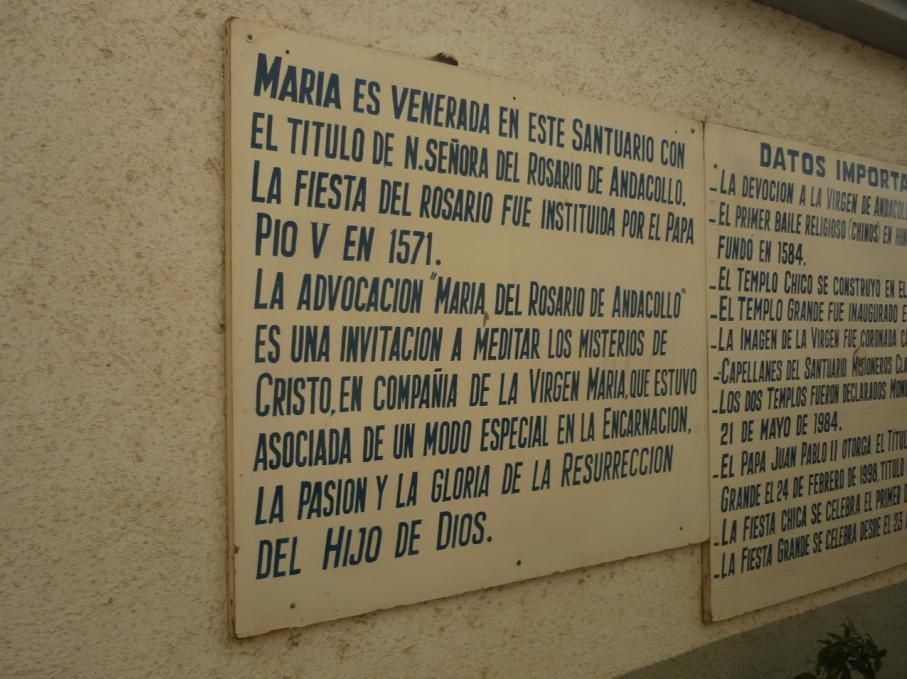 MARIA ES VENERADA EN ESTE SANTUARIO CON
EL TITULO DE N.SEÑORA DEL ROSARIO DE ANDACOLLO.
LA FIESTA DEL ROSARIO FUE INSTITUIDA POR EL PAPA
PIO V EN 1571.
LA ADVOCACION "MARIA DEL ROSARIO DE ANDACOLLO"
ES UNA INVITACION A MEDITAR LOS MISTERIOS DE
CRISTO, EN COMPAÑIA DE LA VIRGEN MARIA, QUE ESTUVO
ASOCIADA DE UN MODO ESPECIAL EN LA ENCARNACION,
LA PASION Y LA GLORIA DE LA RESURRECCION
DEL HIJO DE DIOS.
DATOS
-LA DEVOCION A LA VIRGEN DE
-EL PRIMER BAILE RELIGIOSO (CHINOS) EN
FUNDÓ EN 1584.
-EL TEMPLO CHICO SE CONSTRUYÓ EN EL
-EL TEMPLO GRANDE FUE INAUGURADO
-LA IMAGEN DE LA VIRGEN FUE CORONADA
-CAPELLANES DEL SANTUARIO MISIONEROS
-LOS DOS TEMPLOS FUERON DECLARADOS
21 DE MAYO DE 1984.
-EL PAPA JUAN PABLO II OTORGA EL
GRANDE EL 24 DE FEBRERO DE 1998, TITULO
-LA FIESTA CHICA SE CELEBRA EL PRIMER
-LA FIESTA GRANDE SE CELEBRA DESDE EL 23